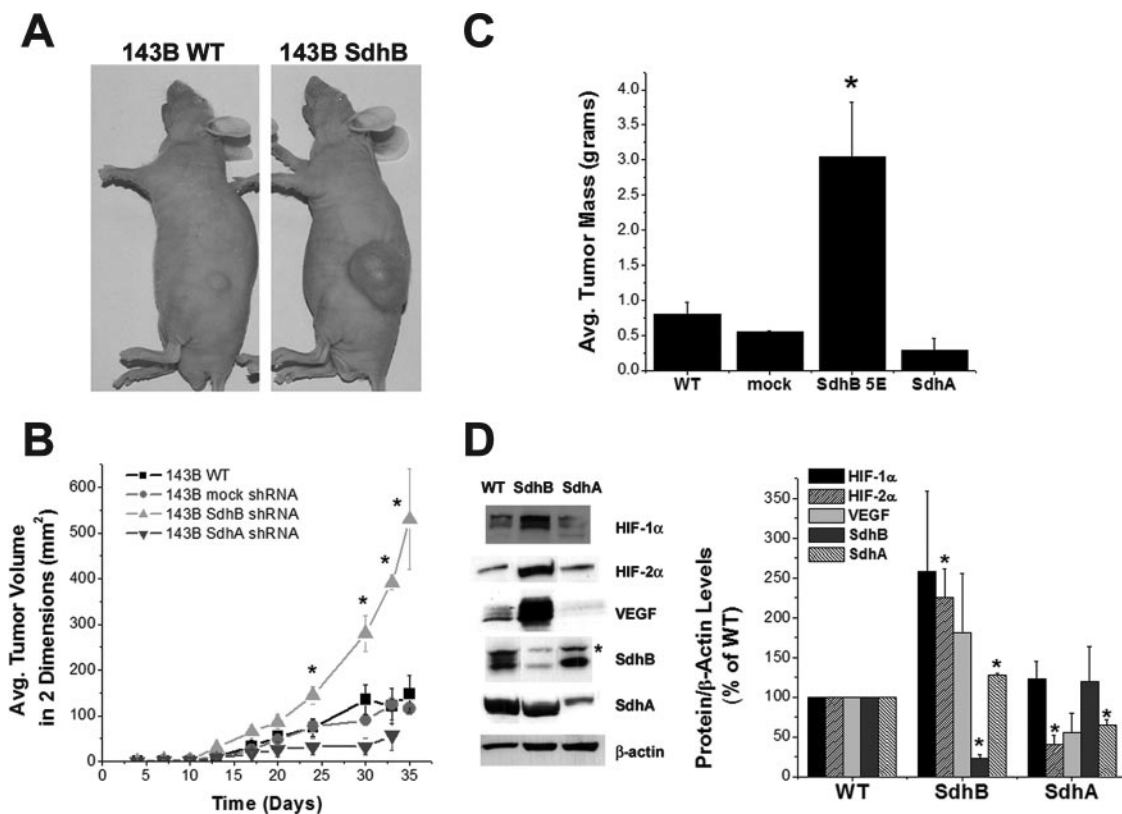 A
143B WT 143B SdhB
B
Avg. Tumor Volume
in 2 Dimensions (mm²)
600
500
400
300
200
100
50
0
143B WT
143B mock shRNA
143B SdhB shRNA
143B SdhA shRNA
* * * * *
0 5 10 15 20 25 30 35
Time (Days)
C
Avg. Tumor Mass (grams)
4.0
3.5
3.0
2.5
2.0
1.5
1.0
0.5
0.0
*
WT mock SdhB 5E SdhA
D
WT SdhB SdhA
HIF-1α
HIF-2α
VEGF
* SdhB
SdhA
β-actin
Protein/β-Actin Levels
(% of WT)
350
300
250
200
150
100
50
0
HIF-1α
HIF-2α
VEGF
SdhB
SdhA
* * * * *
WT SdhB SdhA